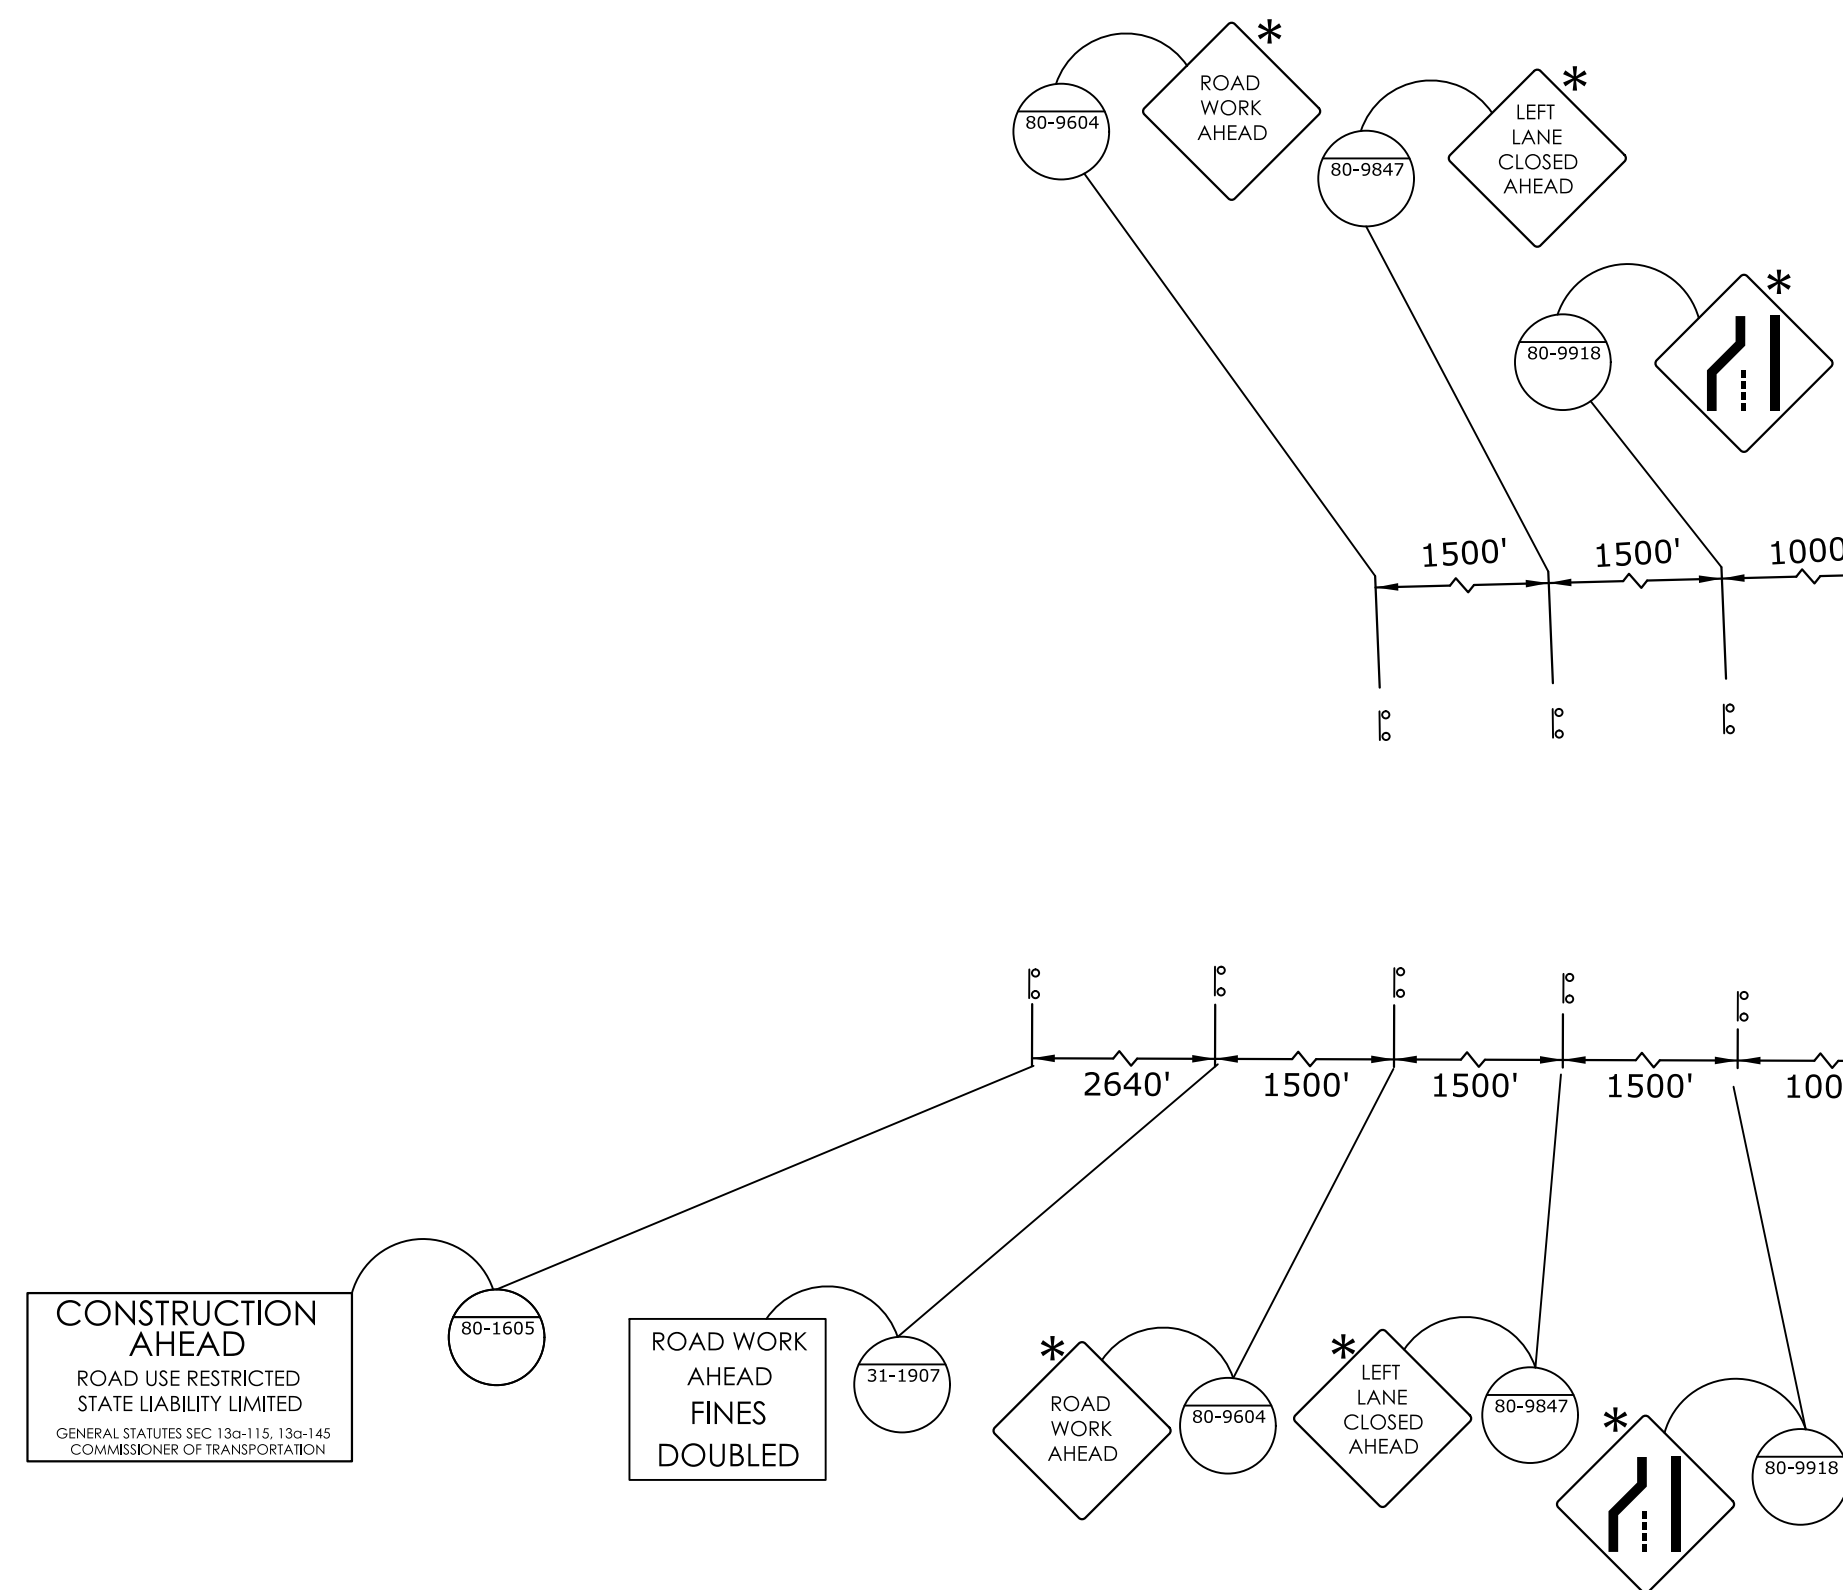 *
80-9604
ROAD
WORK
AHEAD
*
80-9847
LEFT
LANE
CLOSED
AHEAD
*
80-9918
1500' 1500' 1000
2640' 1500' 1500' 1500' 100
CONSTRUCTION
AHEAD
ROAD USE RESTRICTED
STATE LIABILITY LIMITED
GENERAL STATUTES SEC 13a-115, 13a-145
COMMISSIONER OF TRANSPORTATION
80-1605
ROAD WORK
AHEAD
FINES
DOUBLED
31-1907
*
ROAD
WORK
AHEAD
80-9604
*
LEFT
LANE
CLOSED
AHEAD
80-9847
*
80-9918